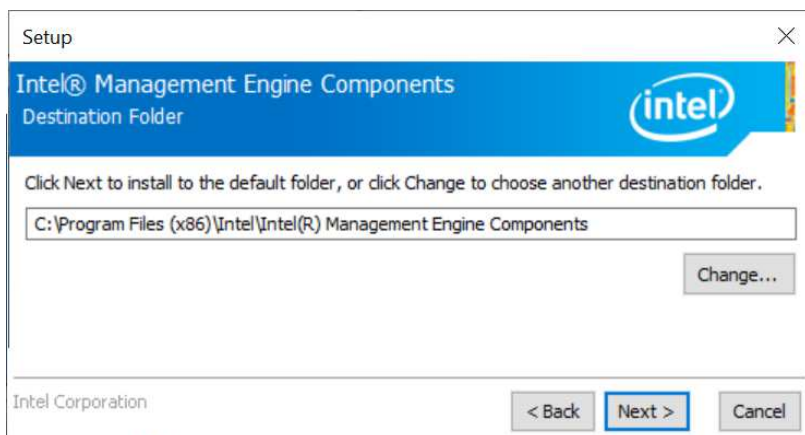 Setup
Intel® Management Engine Components
Destination Folder
intel
Click Next to install to the default folder, or click Change to choose another destination folder.
C:\Program Files (x86)\Intel\Intel(R) Management Engine Components
Change...
Intel Corporation
< Back
Next >
Cancel